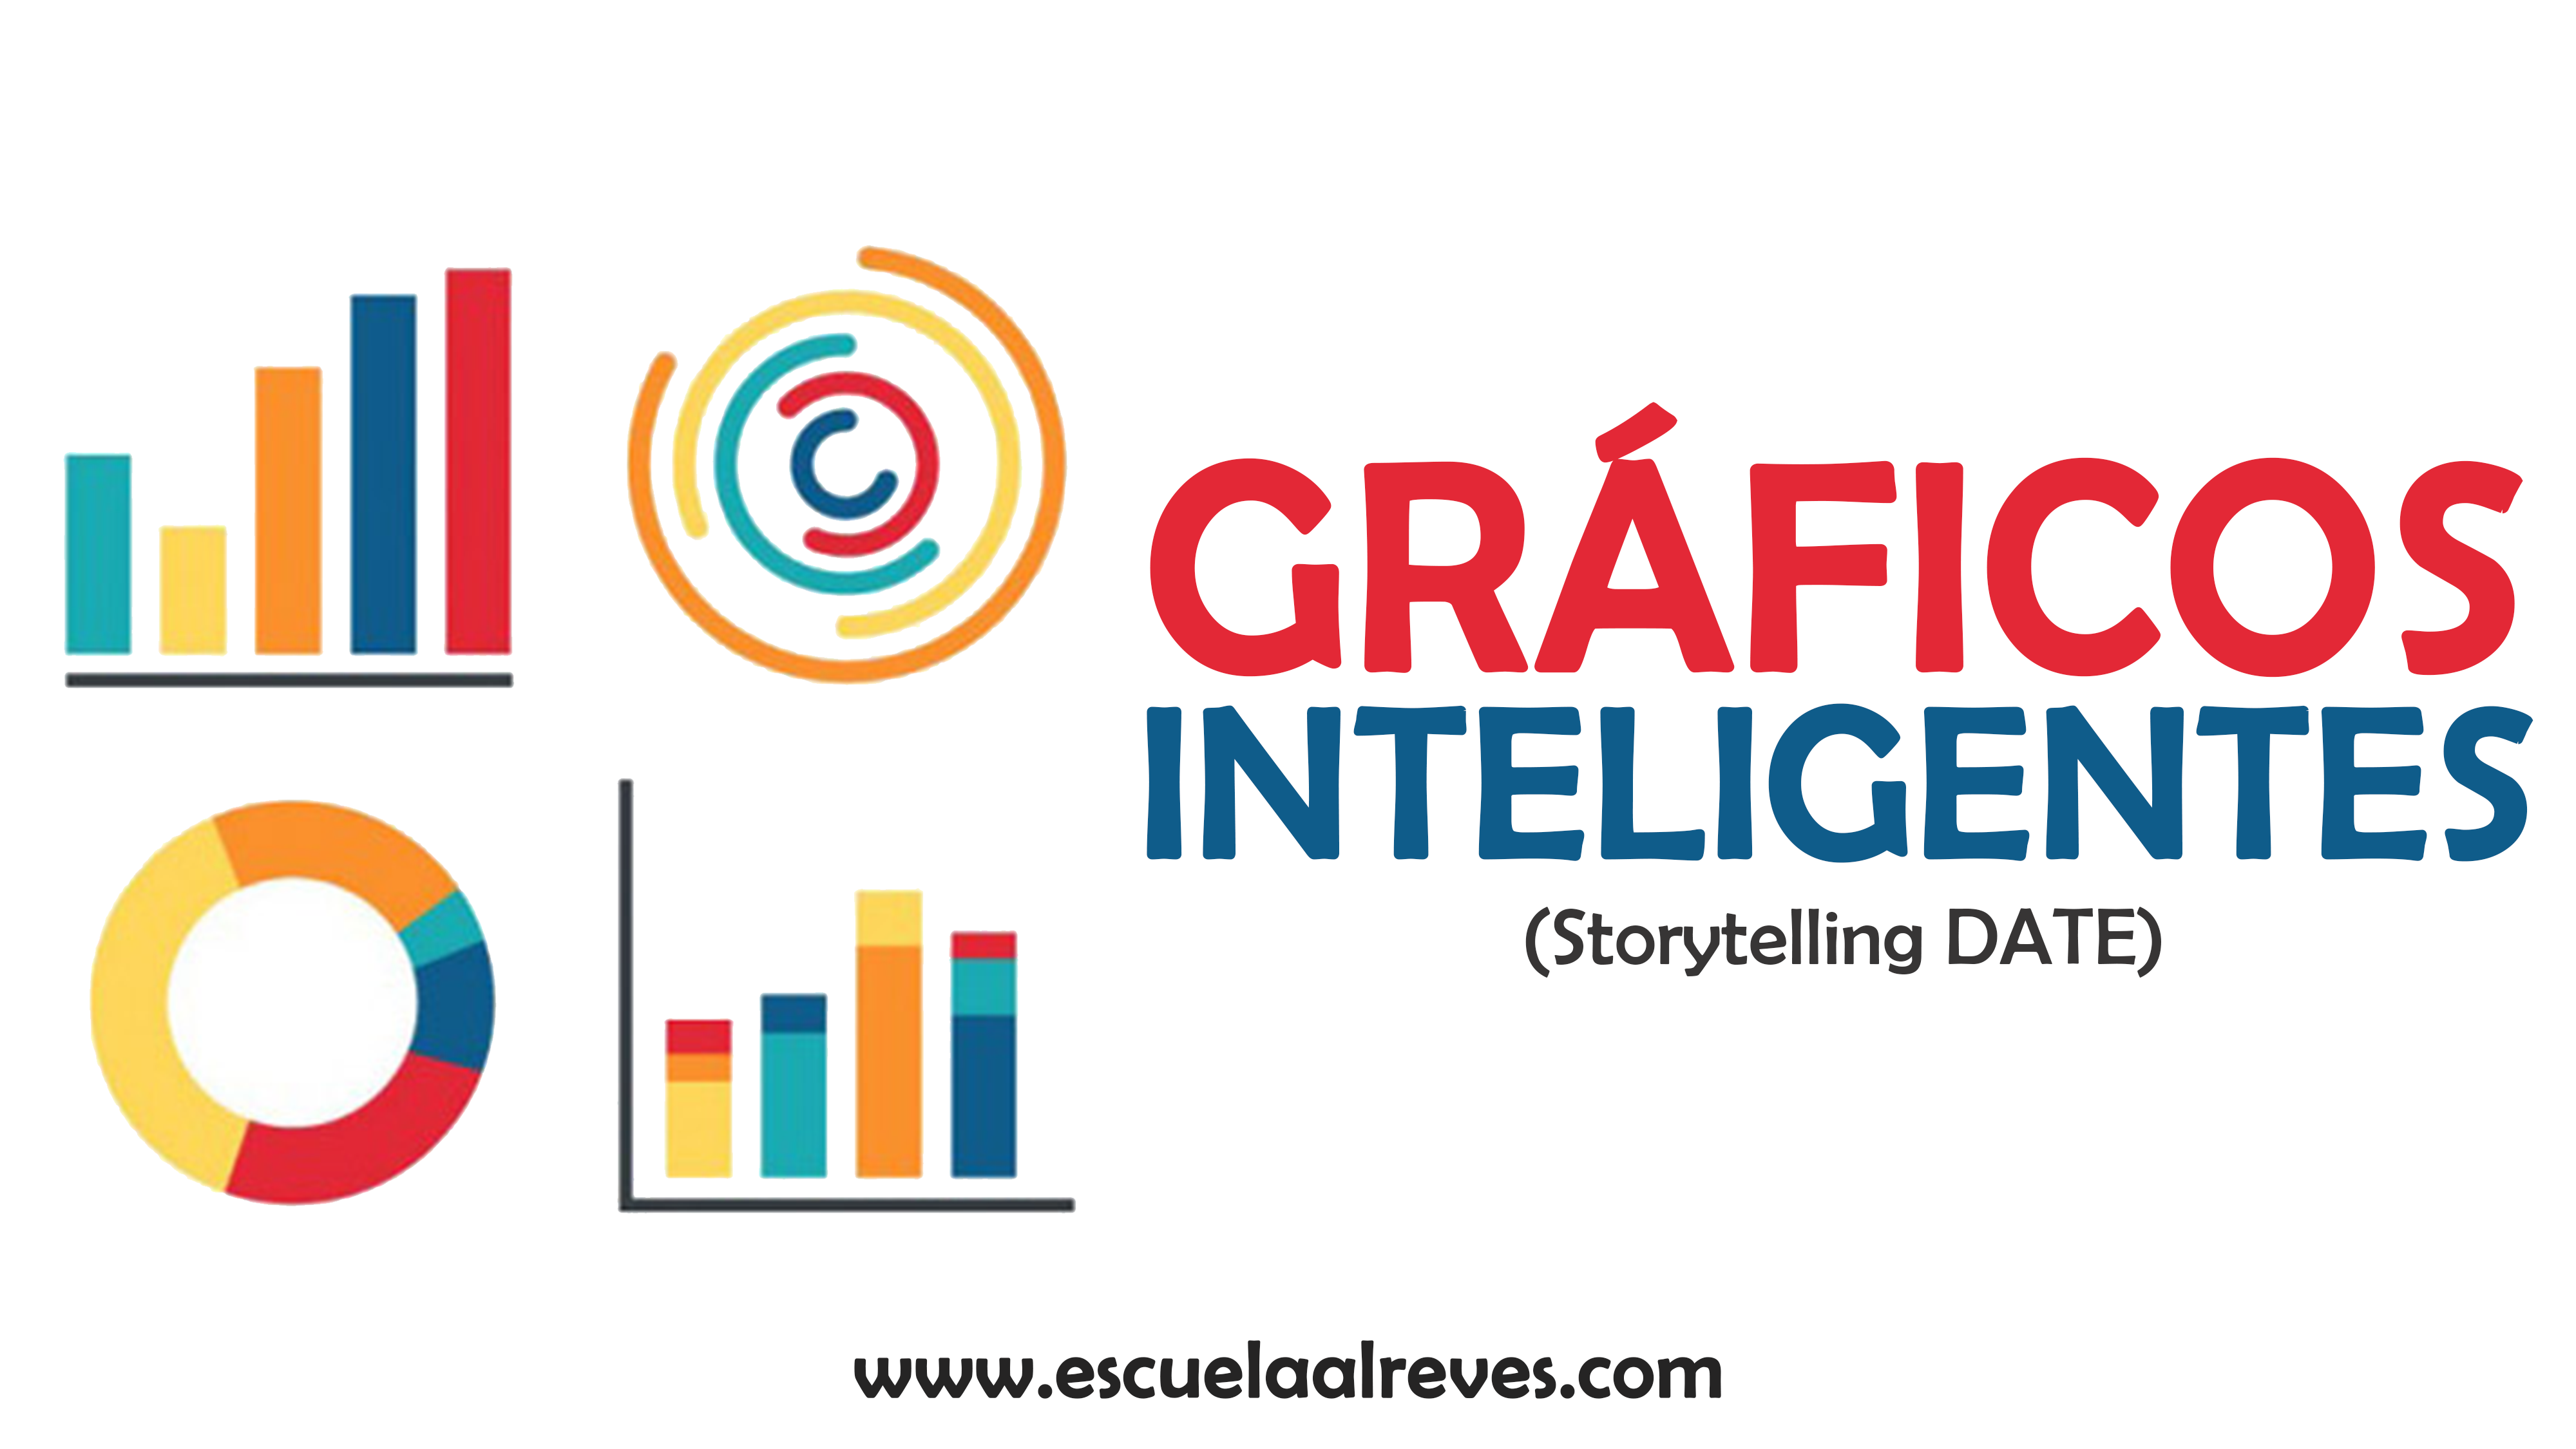 GRÁFICOS
INTELIGENTES
(Storytelling DATE)
www.escuelaalreves.com